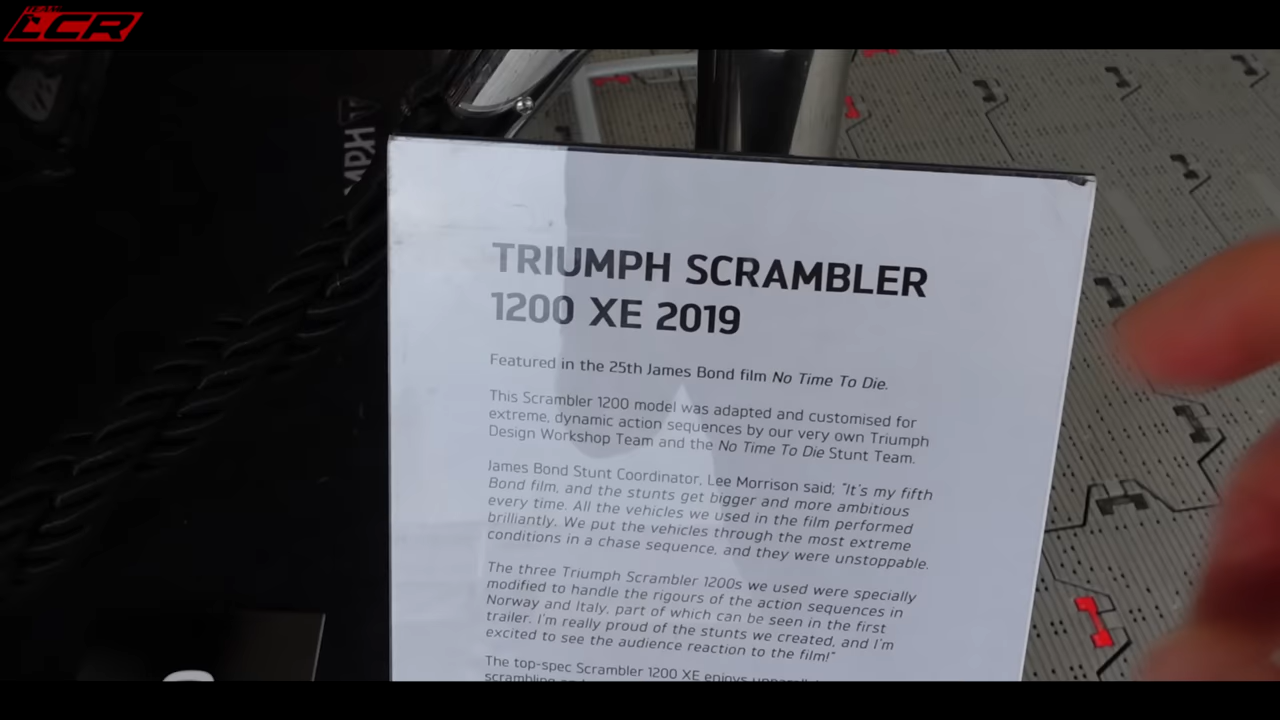 LCR
TRIUMPH SCRAMBLER
1200 XE 2019
Featured in the 25th James Bond film No Time To Die.
This Scrambler 1200 model was adapted and customised for
extreme, dynamic action sequences by our very own Triumph
Design Workshop Team and the No Time To Die Stunt Team.
James Bond Stunt Coordinator, Lee Morrison said; "It's my fifth
Bond film, and the stunts get bigger and more ambitious
every time. All the vehicles we used in the film performed
brilliantly. We put the vehicles through the most extreme
conditions in a chase sequence, and they were unstoppable.
The three Triumph Scrambler 1200s we used were specially
modified to handle the rigours of the action sequences in
Norway and Italy, part of which can be seen in the first
trailer. I'm really proud of the stunts we created, and I'm
excited to see the audience reaction to the film!"
The top-spec Scrambler 1200 XE enjoys
scrambling